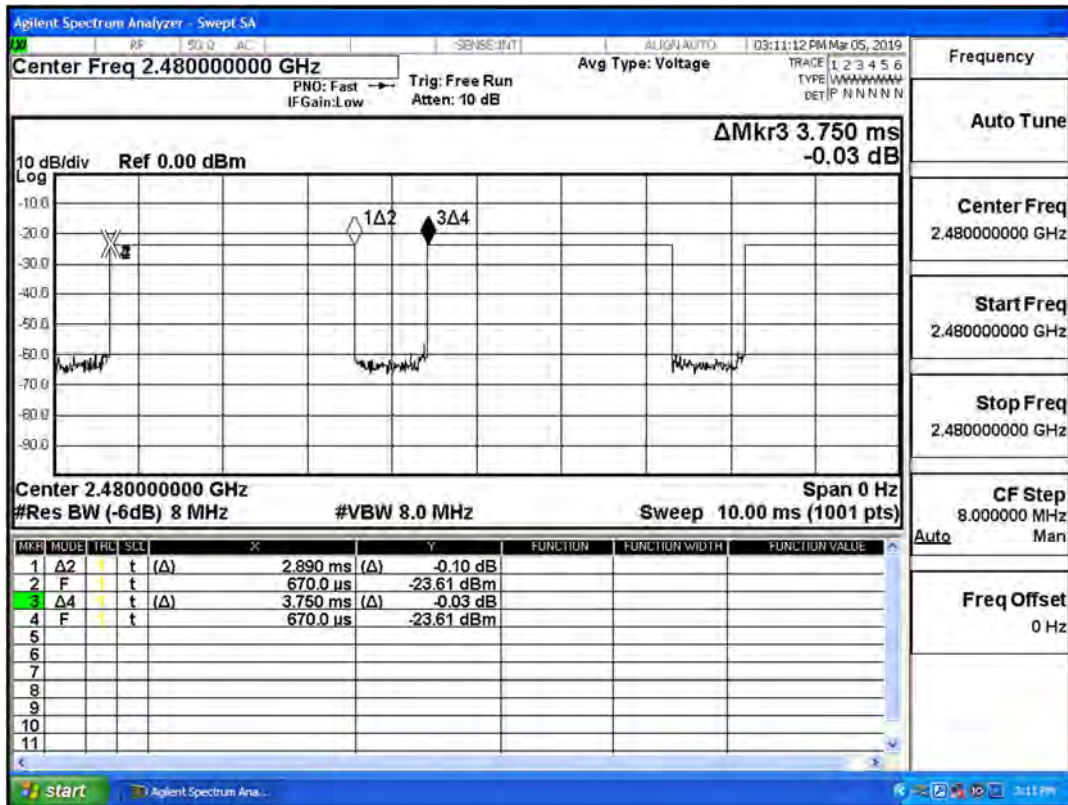 Agilent Spectrum Analyzer - Swept SA
LXI RF 50 Ω AC SENSE:INT ALIGN AUTO 03:11:12 PM Mar 05, 2019
Center Freq 2.480000000 GHz
PNO: Fast
IFGain:Low
Trig: Free Run
Atten: 10 dB
Avg Type: Voltage
TRACE 1 2 3 4 5 6
TYPE WWWWWW
DET P N N N N N
ΔMkr3 3.750 ms
-0.03 dB
10 dB/div Ref 0.00 dBm
Log
-10.0
-20.0
-30.0
-40.0
-50.0
-60.0
-70.0
-80.0
-90.0
1Δ2
3Δ4
Center 2.480000000 GHz Span 0 Hz
#Res BW (-6dB) 8 MHz #VBW 8.0 MHz Sweep 10.00 ms (1001 pts)
MKR MODE TRC SCL X Y FUNCTION FUNCTION WIDTH FUNCTION VALUE
1 Δ2 1 t (Δ) 2.890 ms (Δ) -0.10 dB
2 F 1 t 670.0 µs -23.61 dBm
3 Δ4 1 t (Δ) 3.750 ms (Δ) -0.03 dB
4 F 1 t 670.0 µs -23.61 dBm
5
6
7
8
9
10
11
Frequency
Auto Tune
Center Freq
2.480000000 GHz
Start Freq
2.480000000 GHz
Stop Freq
2.480000000 GHz
CF Step
8.000000 MHz
Auto Man
Freq Offset
0 Hz
start Agilent Spectrum Ana... 3:11 PM